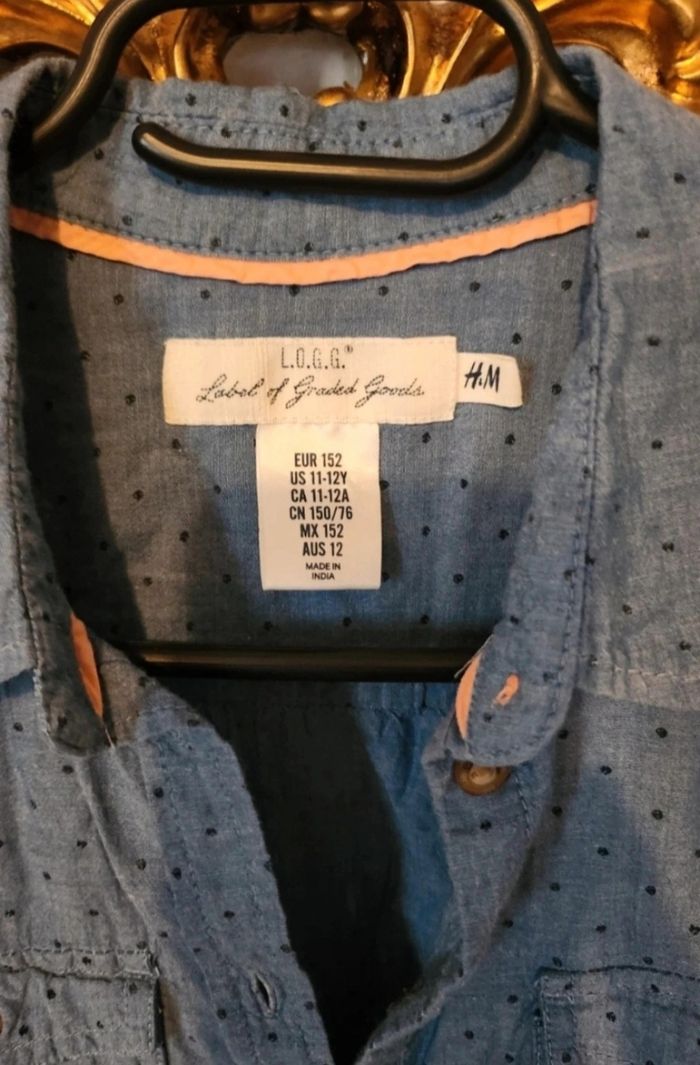 L.O.G.G.®
Label of Graded Goods.
H&M
EUR 152
US 11-12Y
CA 11-12A
CN 150/76
MX 152
AUS 12
MADE IN
INDIA